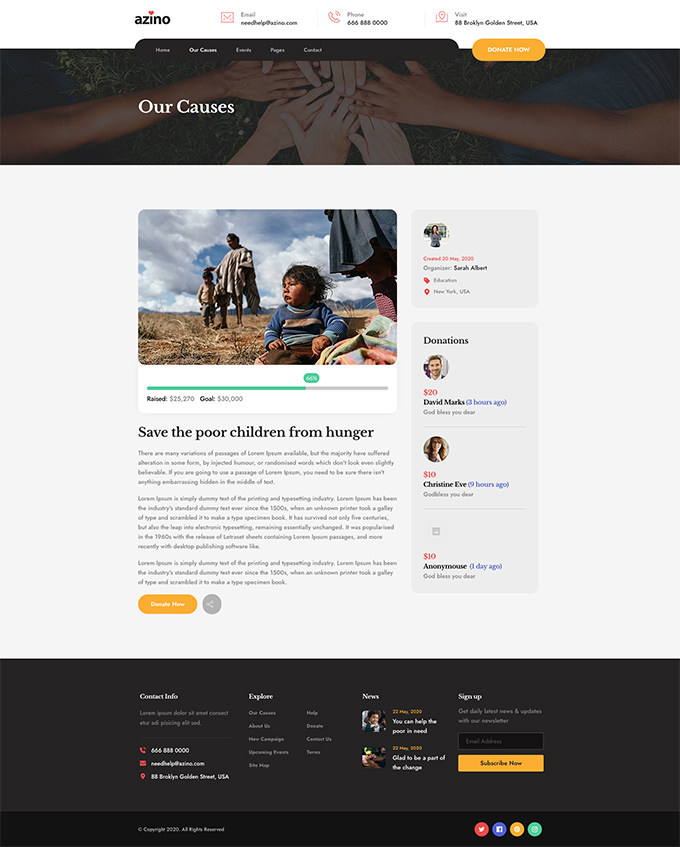 azino
Email
needhelp@azino.com
Phone
666 888 0000
Visit
88 Broklyn Golden Street, USA
Home
Our Causes
Events
Pages
Contact
DONATE NOW
Our Causes
66%
Raised: $25,270 Goal: $30,000
Save the poor children from hunger
There are many variations of passages of Lorem Ipsum available, but the majority have suffered
alteration in some form, by injected humour, or randomised words which don't look even slightly
believable. If you are going to use a passage of Lorem Ipsum, you need to be sure there isn't
anything embarrassing hidden in the middle of text.
Lorem Ipsum is simply dummy text of the printing and typesetting industry. Lorem Ipsum has been
the industry's standard dummy text ever since the 1500s, when an unknown printer took a galley
of type and scrambled it to make a type specimen book. It has survived not only five centuries,
but also the leap into electronic typesetting, remaining essentially unchanged. It was popularised
in the 1960s with the release of Letraset sheets containing Lorem Ipsum passages, and more
recently with desktop publishing software like.
Lorem Ipsum is simply dummy text of the printing and typesetting industry. Lorem Ipsum has been
the industry's standard dummy text ever since the 1500s, when an unknown printer took a galley
of type and scrambled it to make a type specimen book.
Donate Now
Created 20 May, 2020
Organizer: Sarah Albert
Education
New York, USA
Donations
$20
David Marks (3 hours ago)
God bless you dear
$10
Christine Eve (9 hours ago)
Godbless you dear
$10
Anonymouse (1 day ago)
God bless you dear
Contact Info
Lorem ipsum dolor sit amet consect
etur adi pisicing elit sed.
666 888 0000
needhelp@azino.com
88 Broklyn Golden Street, USA
Explore
Our Causes
About Us
New Campaign
Upcoming Events
Site Map
Help
Donate
Contact Us
Terms
News
22 May, 2020
You can help the
poor in need
22 May, 2020
Glad to be a part of
the change
Sign up
Get daily latest news & updates
with our newsletter
Email Address
Subscribe Now
© Copyright 2020. All Rights Reserved